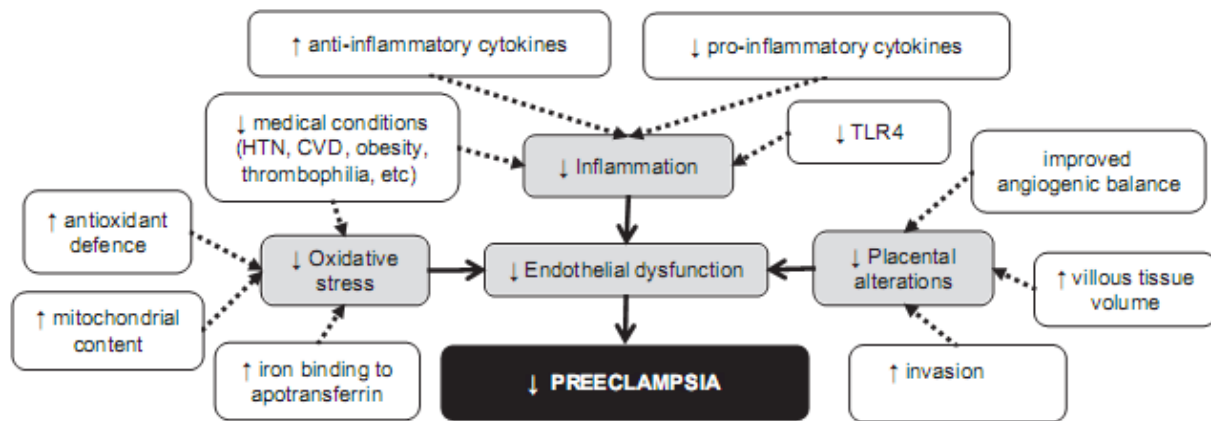 ↑ anti-inflammatory cytokines
↓ pro-inflammatory cytokines
↓ medical conditions
(HTN, CVD, obesity,
thrombophilia, etc)
↓ TLR4
↓ Inflammation
improved
angiogenic balance
↑ antioxidant
defence
↓ Oxidative
stress
↓ Endothelial dysfunction
↓ Placental
alterations
↑ villous tissue
volume
↑ mitochondrial
content
↑ iron binding to
apotransferrin
↓ PREECLAMPSIA
↑ invasion